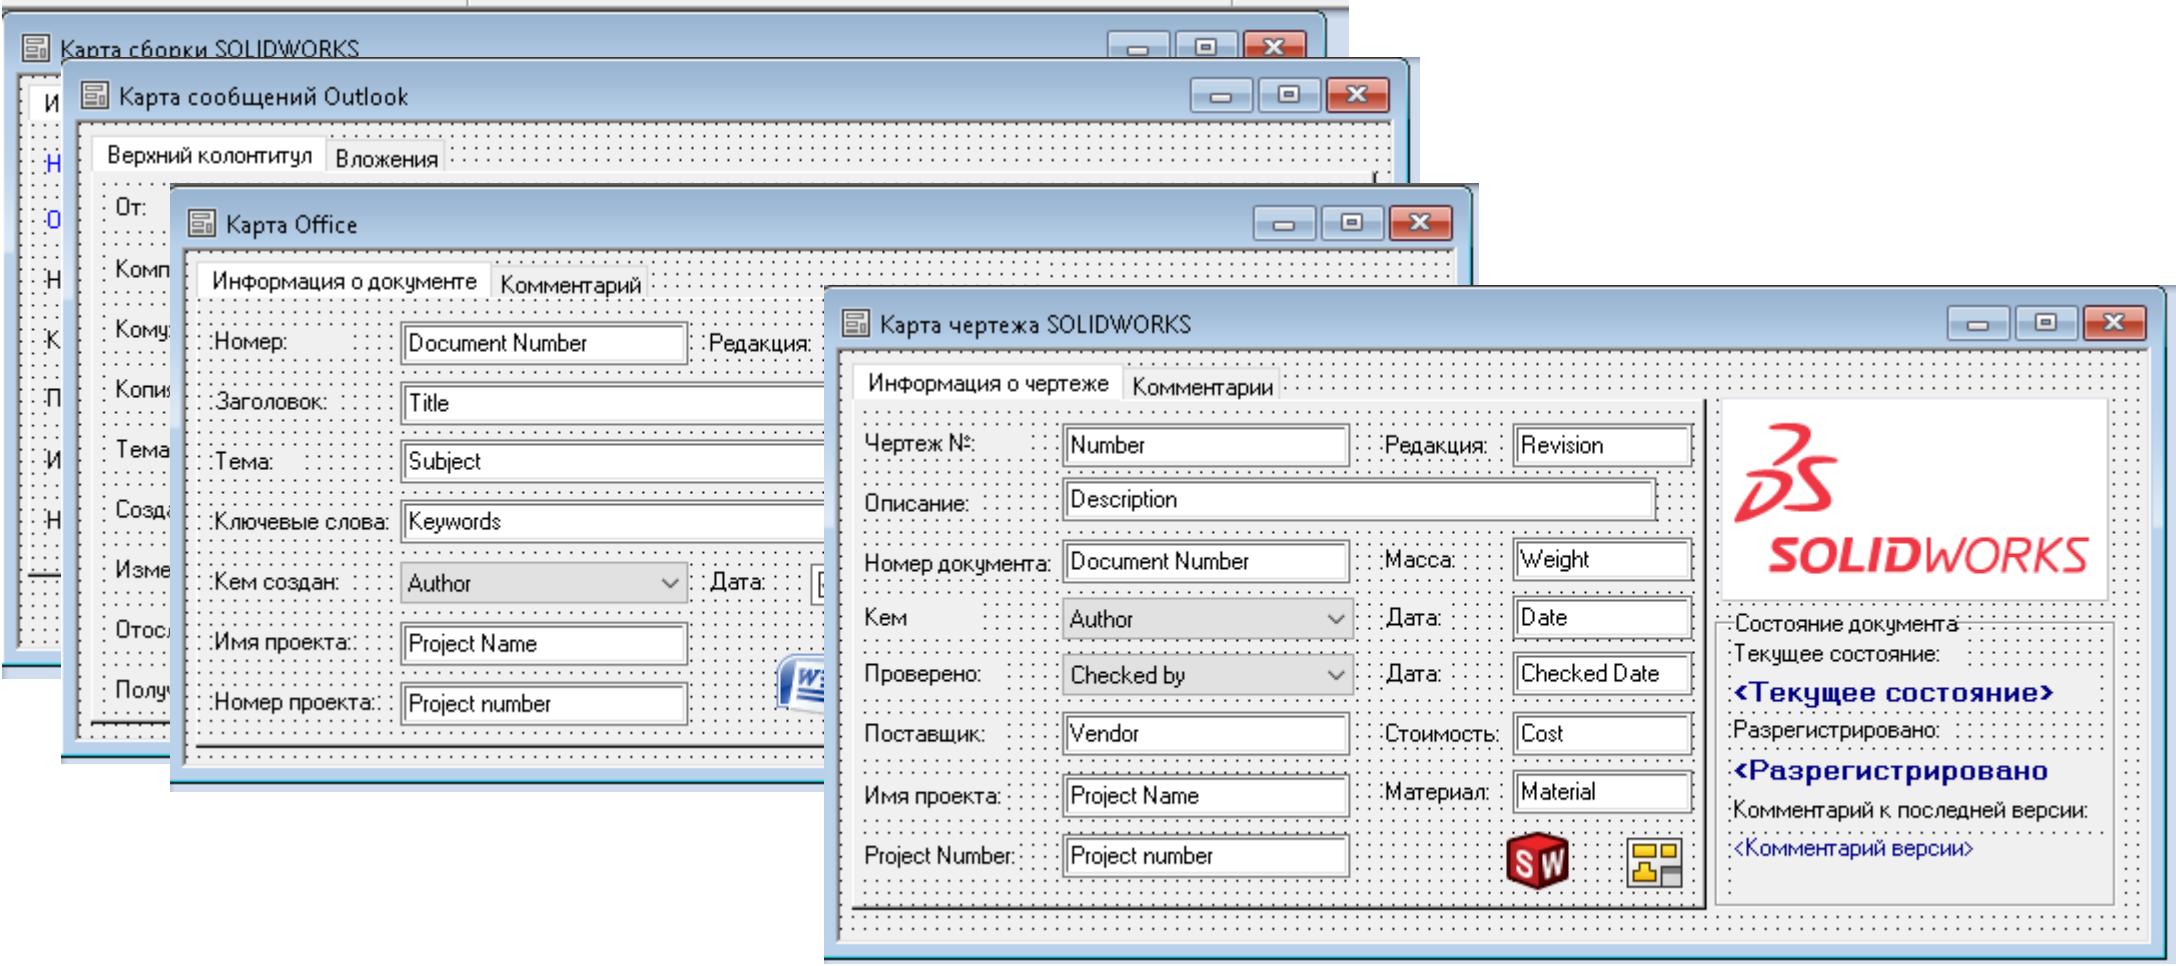 Карта сборки SOLIDWORKS
Карта сообщений Outlook
Верхний колонтитул Вложения
От:
Кому:
Тема
Карта Office
Информация о документе Комментарий
Номер: Document Number Редакция:
Заголовок: Title
Тема: Subject
Ключевые слова: Keywords
Кем создан: Author Дата:
Имя проекта: Project Name
Номер проекта: Project number
Карта чертежа SOLIDWORKS
Информация о чертеже Комментарии
Чертеж №: Number Редакция: Revision
Описание: Description
Номер документа: Document Number Масса: Weight
Кем Author Дата: Date
Проверено: Checked by Дата: Checked Date
Поставщик: Vendor Стоимость: Cost
Имя проекта: Project Name Материал: Material
Project Number: Project number
SW
SOLIDWORKS
Состояние документа
Текущее состояние:
<Текущее состояние>
Разрегистрировано:
<Разрегистрировано
Комментарий к последней версии:
<Комментарий версии>